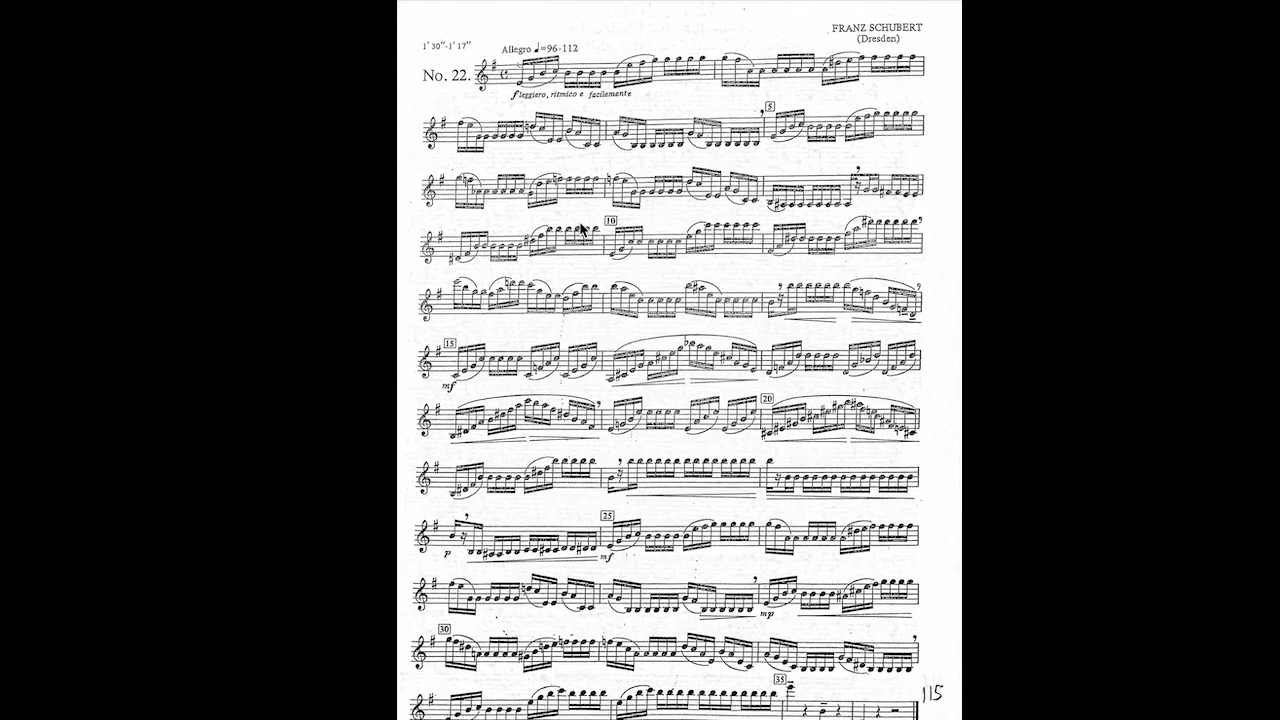 FRANZ SCHUBERT
(Dresden)
1' 30"-1' 17"
Allegro ♩=96-112
No. 22.
f leggiero, ritmico e facilemente
5
10
15
mf
20
p
25
mf
mp
30
35
115